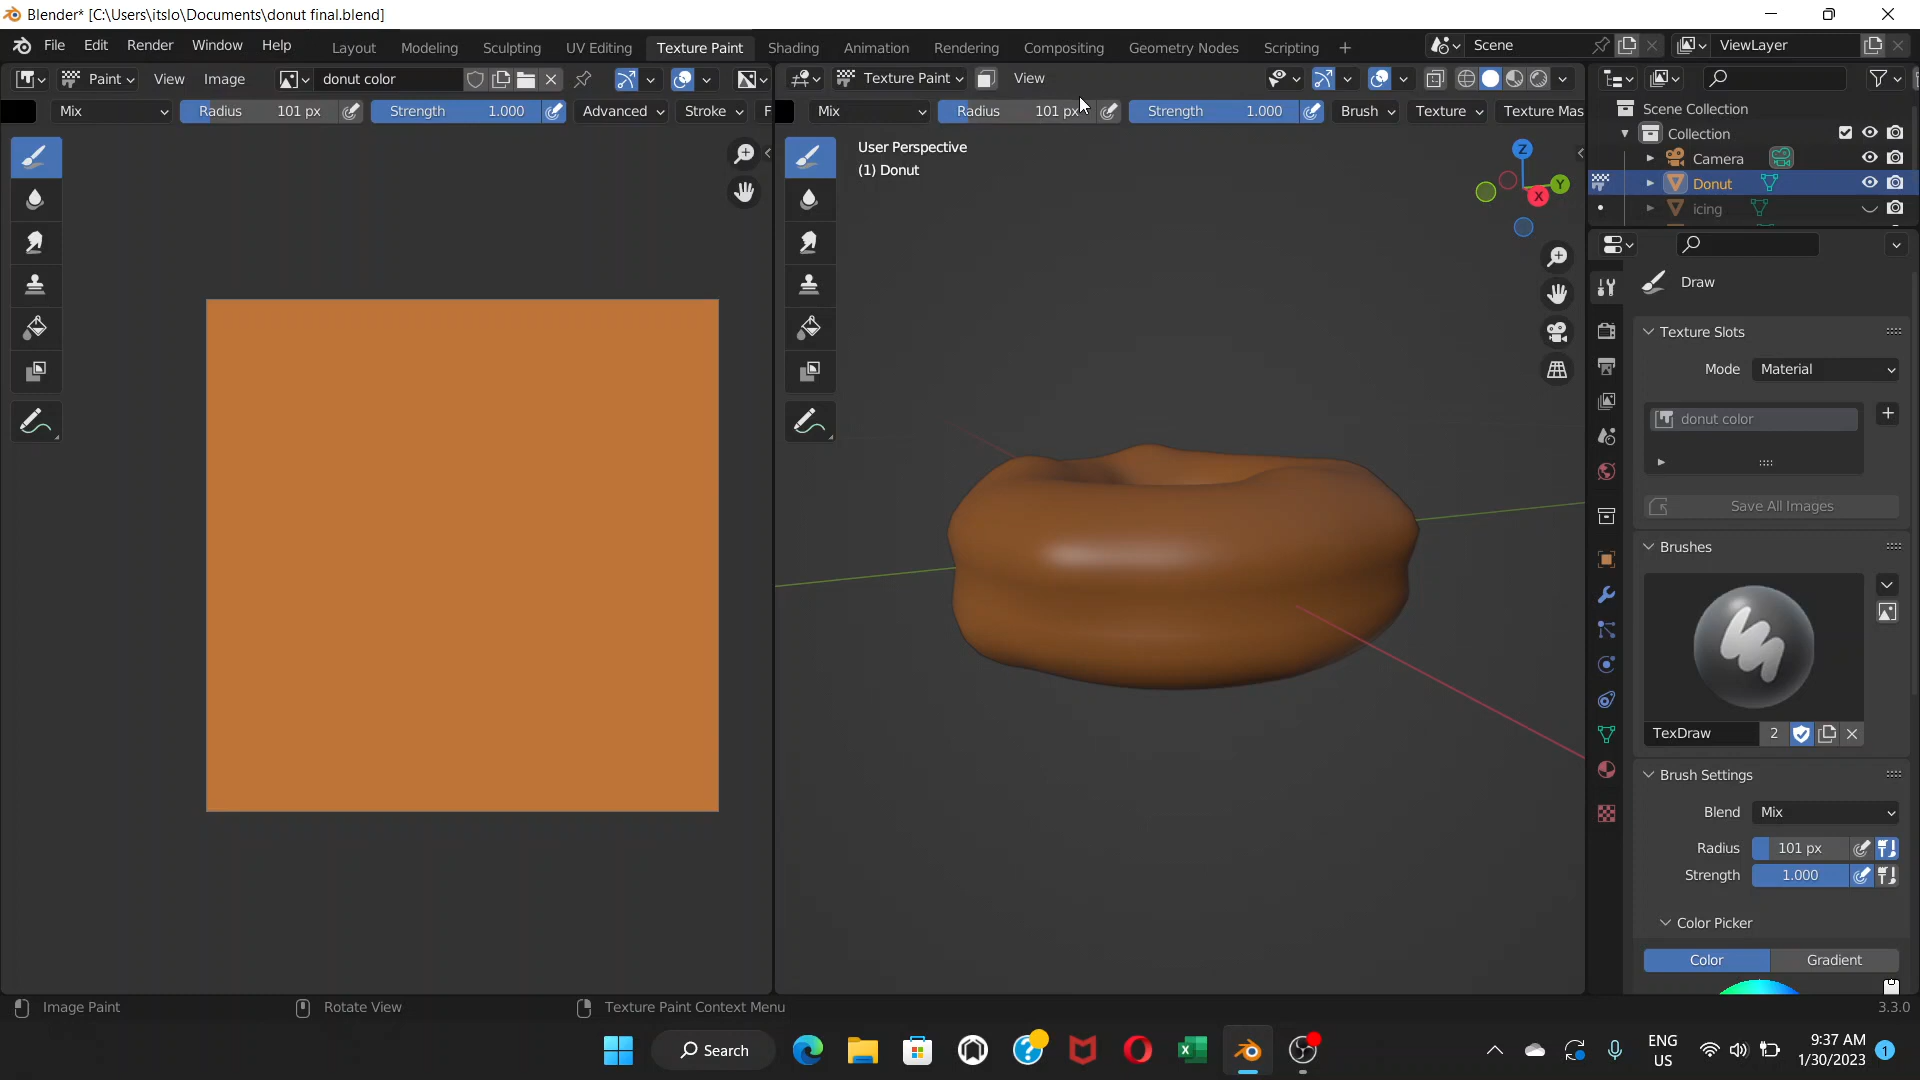 Blender* [C:\Users\itslo\Documents\donut final.blend]
File Edit Render Window Help Layout Modeling Sculpting UV Editing Texture Paint Shading Animation Rendering Compositing Geometry Nodes Scripting + Scene ViewLayer
Paint View Image donut color Texture Paint View
Mix Radius 101 px Strength 1.000 Advanced Stroke F Mix Radius 101 px Strength 1.000 Brush Texture Texture Mas
User Perspective
(1) Donut
Z
Y
X
Scene Collection
Collection
Camera
Donut
icing
Draw
Texture Slots
Mode Material
donut color
Save All Images
Brushes
TexDraw 2
Brush Settings
Blend Mix
Radius 101 px
Strength 1.000
Color Picker
Color Gradient
Image Paint Rotate View Texture Paint Context Menu 3.3.0
Search
ENG
US
9:37 AM
1/30/2023
1